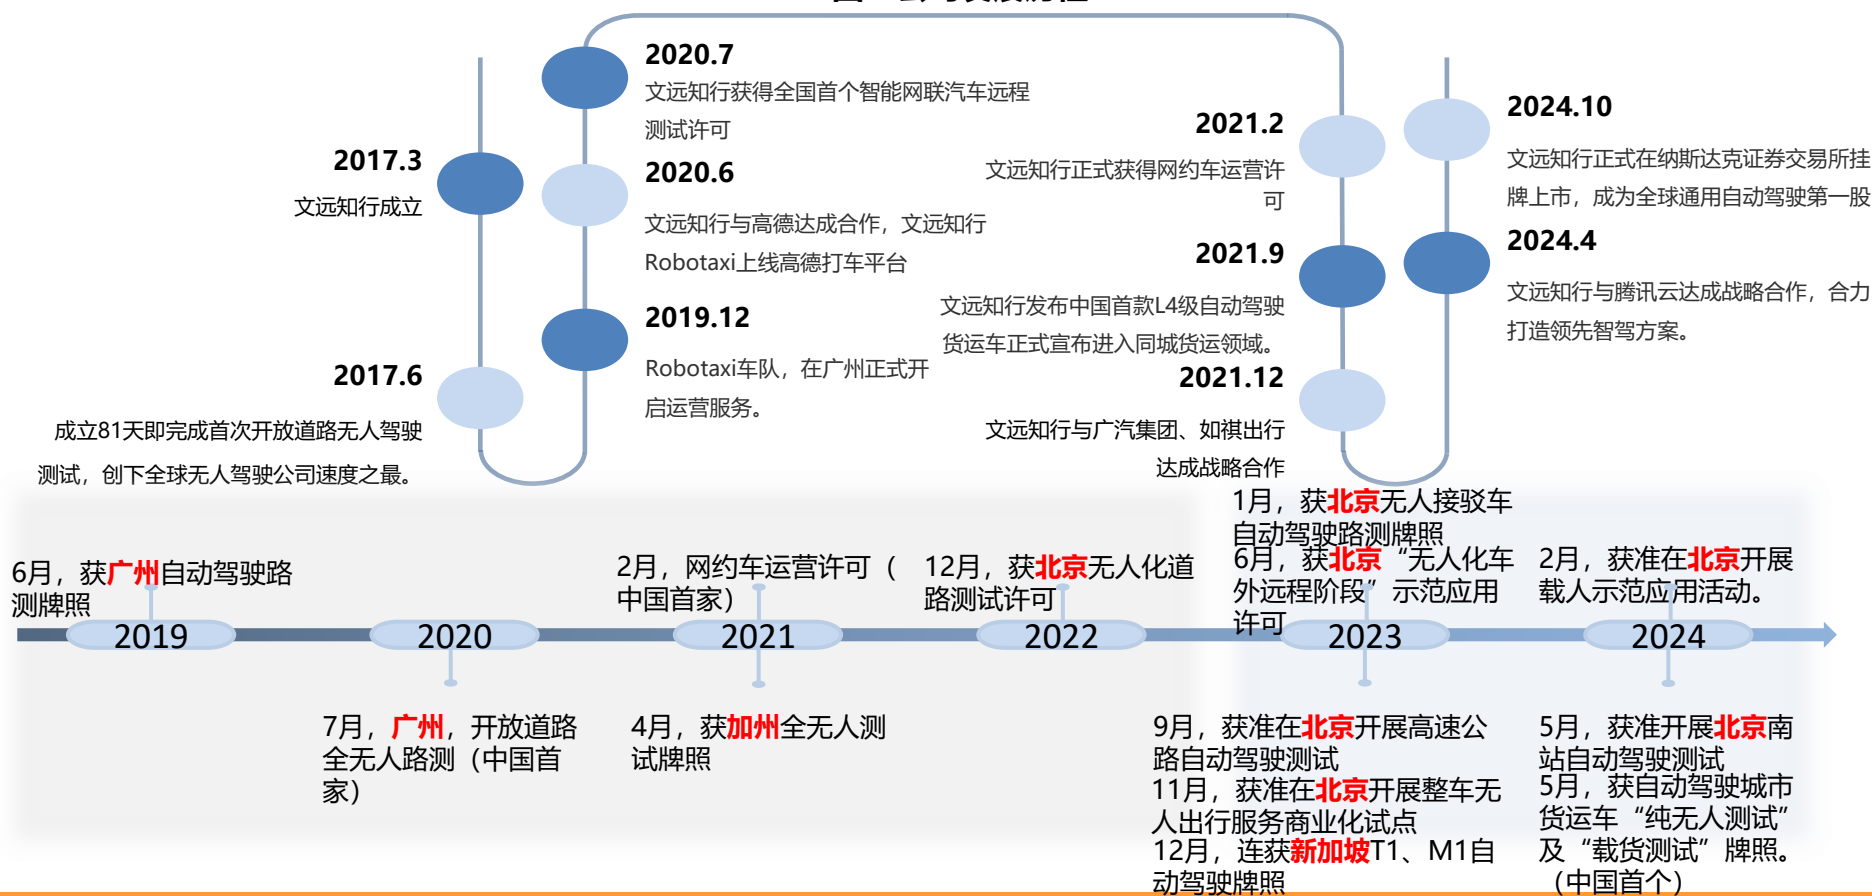 2017.3
文远知行成立
2017.6
成立81天即完成首次开放道路无人驾驶
测试，创下全球无人驾驶公司速度之最。
2020.7
文远知行获得全国首个智能网联汽车远程
测试许可
2020.6
文远知行与高德达成合作，文远知行
Robotaxi上线高德打车平台
2019.12
Robotaxi车队，在广州正式开
启运营服务。
2021.2
文远知行正式获得网约车运营许
可
2021.9
文远知行发布中国首款L4级自动驾驶
货运车正式宣布进入同城货运领域。
2021.12
文远知行与广汽集团、如祺出行
达成战略合作
2024.10
文远知行正式在纳斯达克证券交易所挂
牌上市，成为全球通用自动驾驶第一股
2024.4
文远知行与腾讯云达成战略合作，合力
打造领先智驾方案。
6月，获广州自动驾驶路
测牌照
2月，网约车运营许可（
中国首家）
12月，获北京无人化道
路测试许可
1月，获北京无人接驳车
自动驾驶路测牌照
6月，获北京“无人化车
外远程阶段”示范应用
许可
2月，获准在北京开展
载人示范应用活动。
2019
2020
2021
2022
2023
2024
7月，广州，开放道路
全无人路测（中国首
家）
4月，获加州全无人测
试牌照
9月，获准在北京开展高速公
路自动驾驶测试
11月，获准在北京开展整车无
人出行服务商业化试点
12月，连获新加坡T1、M1自
动驾驶牌照
5月，获准开展北京南
站自动驾驶测试
5月，获自动驾驶城市
货运车“纯无人测试”
及“载货测试”牌照。
（中国首个）